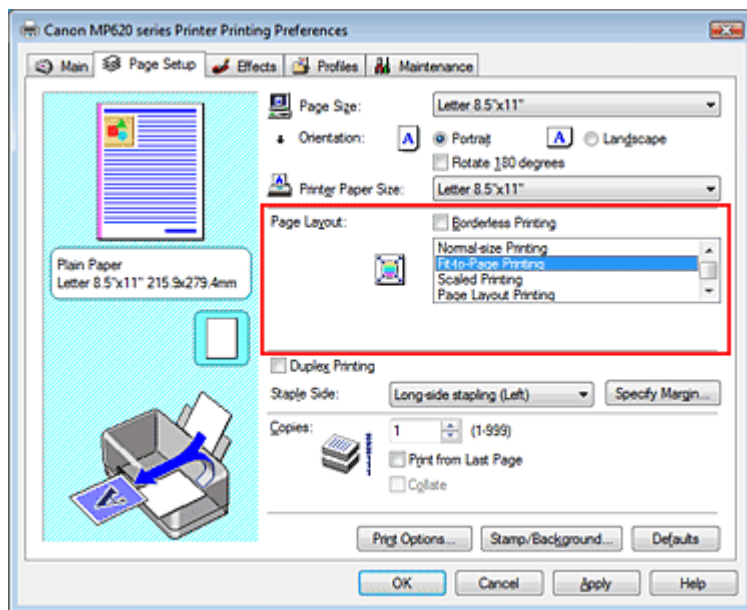 Canon MP620 series Printer Printing Preferences
Main Page Setup Effects Profiles Maintenance
Page Size: Letter 8.5"x11"
Orientation: A Portrait A Landscape
Rotate 180 degrees
Printer Paper Size: Letter 8.5"x11"
Page Layout: Borderless Printing
Normal-size Printing
Fit-to-Page Printing
Scaled Printing
Page Layout Printing
Plain Paper
Letter 8.5"x11" 215.9x279.4mm
Duplex Printing
Staple Side: Long-side stapling (Left) Specify Margin...
Copies: 1 (1-999)
Print from Last Page
Collate
A
Print Options... Stamp/Background... Defaults
OK Cancel Apply Help